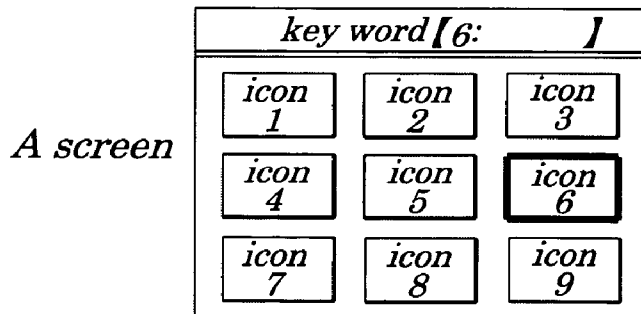 key word【6: 】
icon 1 icon 2 icon 3
A screen
icon 4 icon 5 icon 6
icon 7 icon 8 icon 9